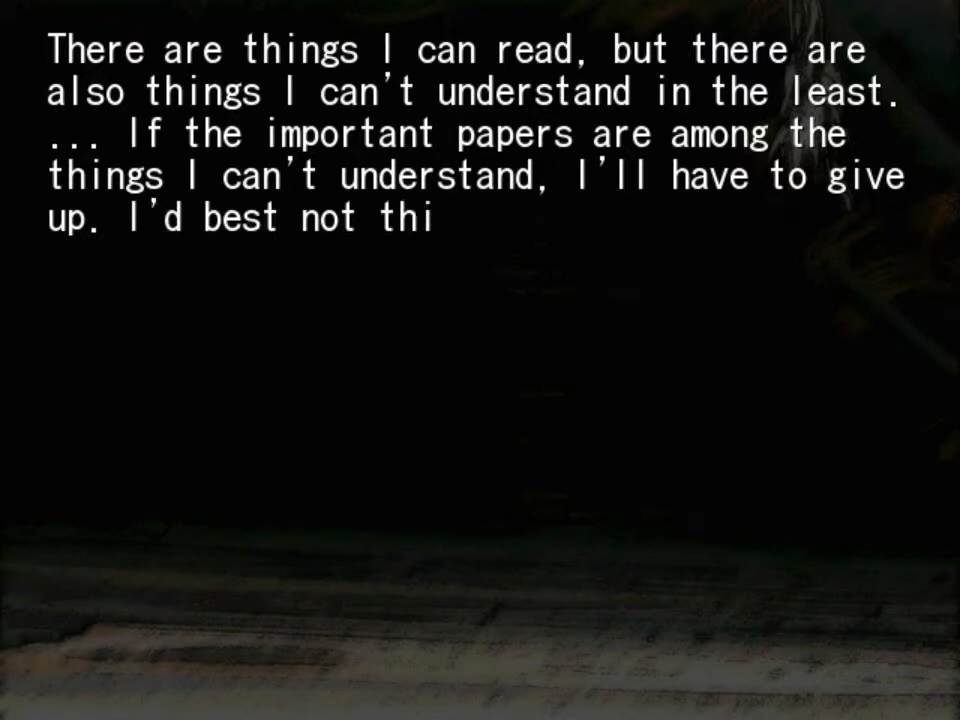 There are things I can read, but there are
also things I can't understand in the least.
... If the important papers are among the
things I can't understand, I'll have to give
up. I'd best not thi